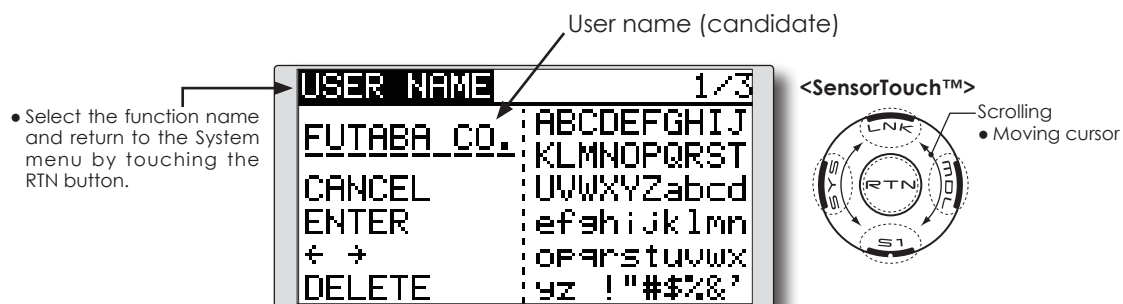 User name (candidate)
● Select the function name
and return to the System
menu by touching the
RTN button.
USER NAME 1/3
FUTABA CO.
CANCEL
ENTER
← →
DELETE
ABCDEFGHIJ
KLMNOPQRST
UVWXYZabcd
efghijklmn
opqrstuvwx
yz !"#$%&'
<SensorTouch™>
Scrolling
● Moving cursor
LNK
SYS
RTN
MDL
S1